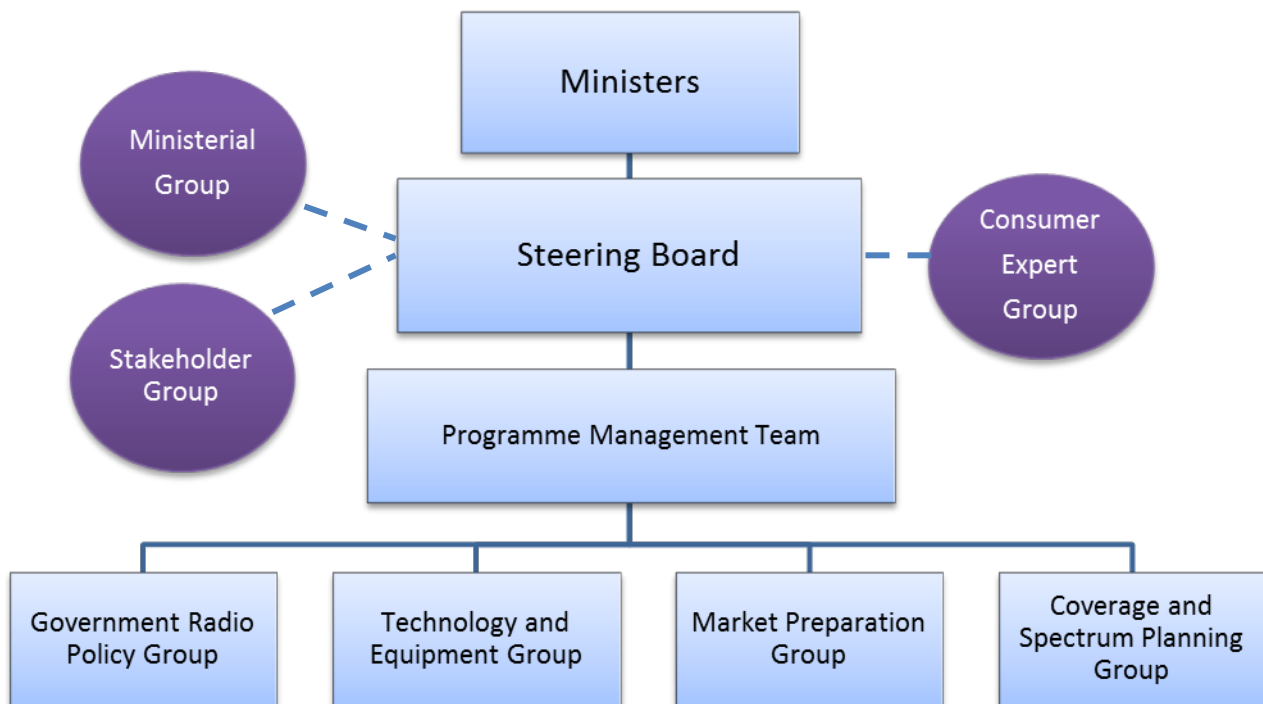 Ministers
Ministerial
Group
Steering Board
Consumer
Expert
Group
Stakeholder
Group
Programme Management Team
Government Radio
Policy Group
Technology and
Equipment Group
Market Preparation
Group
Coverage and
Spectrum Planning
Group